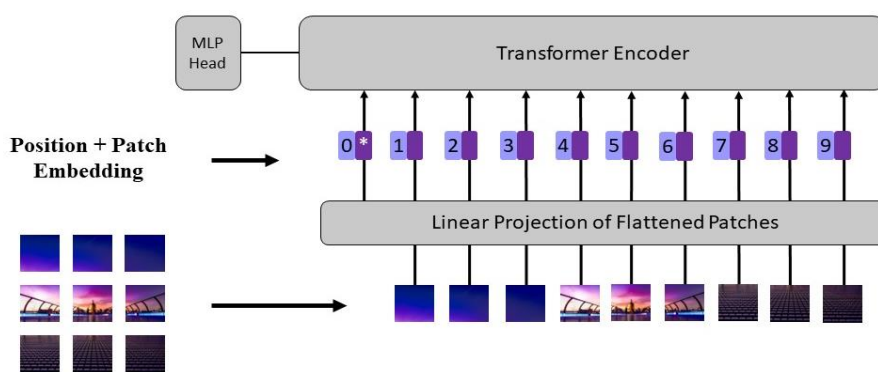 MLP
Head
Transformer Encoder
Position + Patch
Embedding
0 * 1 2 3 4 5 6 7 8 9
Linear Projection of Flattened Patches